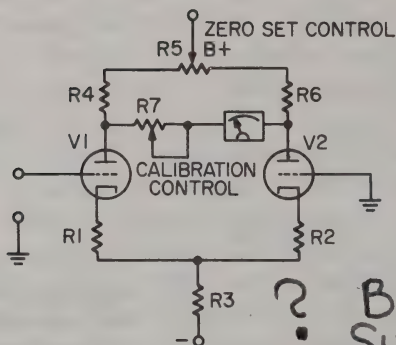 ZERO SET CONTROL
R5 B+
R4 R7 R6
V1 V2
CALIBRATION
CONTROL
R1 R2
R3
? B
-